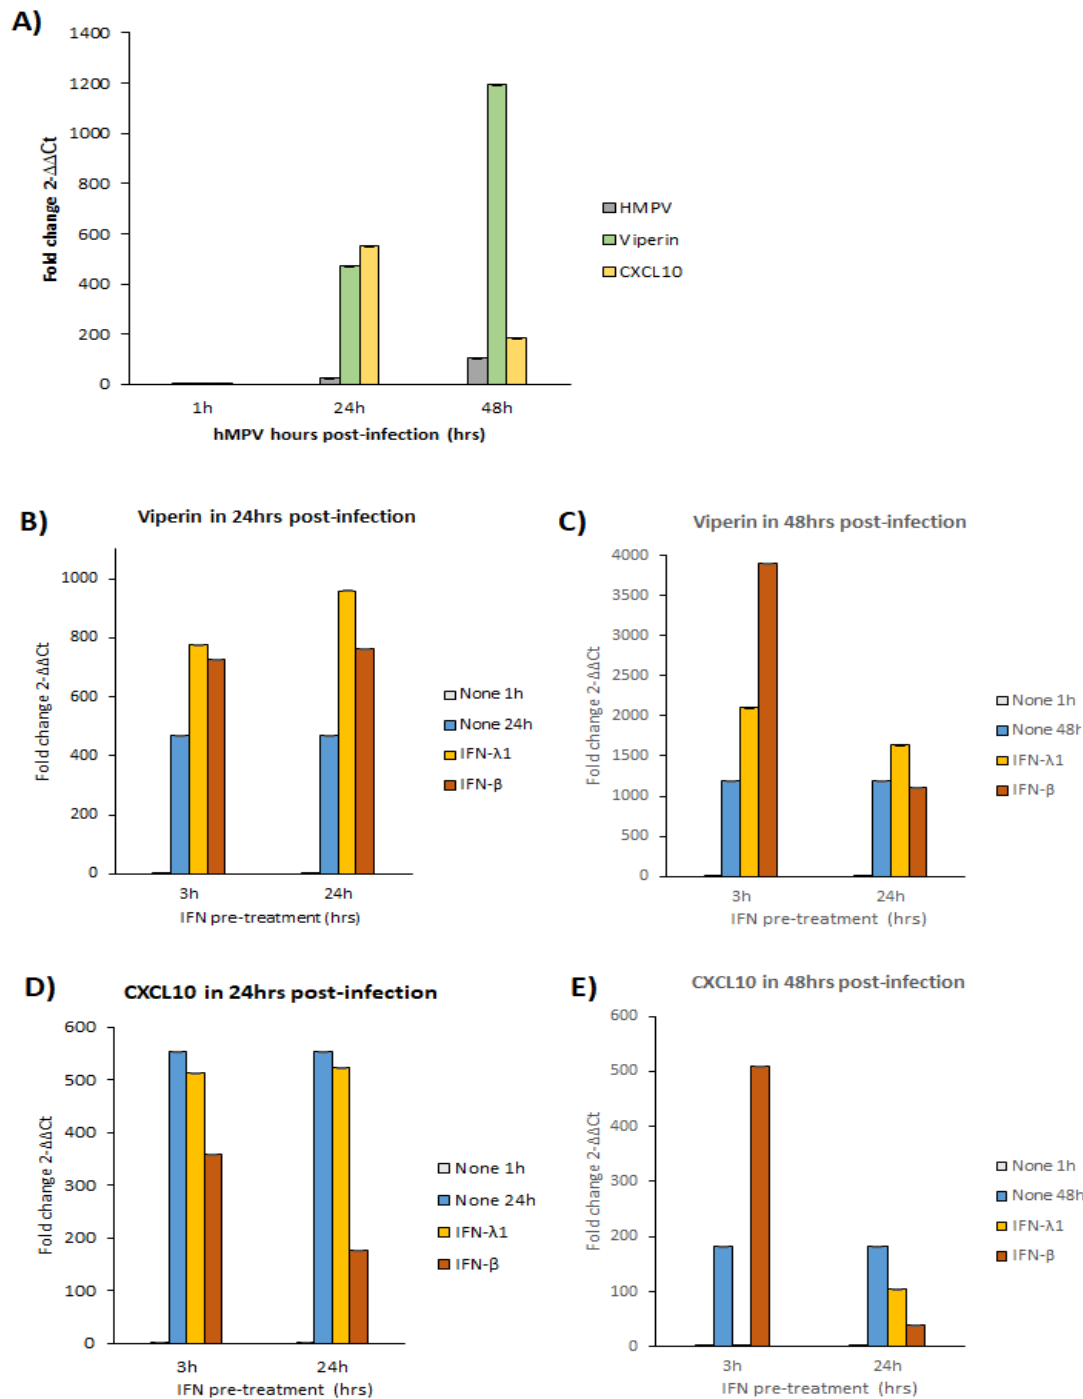 A)
1400
1200
1000
800
600
400
200
0
Fold change 2-ΔΔCt
1h
24h
48h
hMPV hours post-infection (hrs)
HMPV
Viperin
CXCL10
B)
Viperin in 24hrs post-infection
1000
800
600
400
200
0
Fold change 2-ΔΔCt
3h
24h
IFN pre-treatment (hrs)
None 1h
None 24h
IFN-λ1
IFN-β
C)
Viperin in 48hrs post-infection
4000
3500
3000
2500
2000
1500
1000
500
0
Fold change 2-ΔΔCt
3h
24h
IFN pre-treatment (hrs)
None 1h
None 48h
IFN-λ1
IFN-β
D)
CXCL10 in 24hrs post-infection
600
500
400
300
200
100
0
Fold change 2-ΔΔCt
3h
24h
IFN pre-treatment (hrs)
None 1h
None 24h
IFN-λ1
IFN-β
E)
CXCL10 in 48hrs post-infection
600
500
400
300
200
100
0
Fold change 2-ΔΔCt
3h
24h
IFN pre-treatment (hrs)
None 1h
None 48h
IFN-λ1
IFN-β